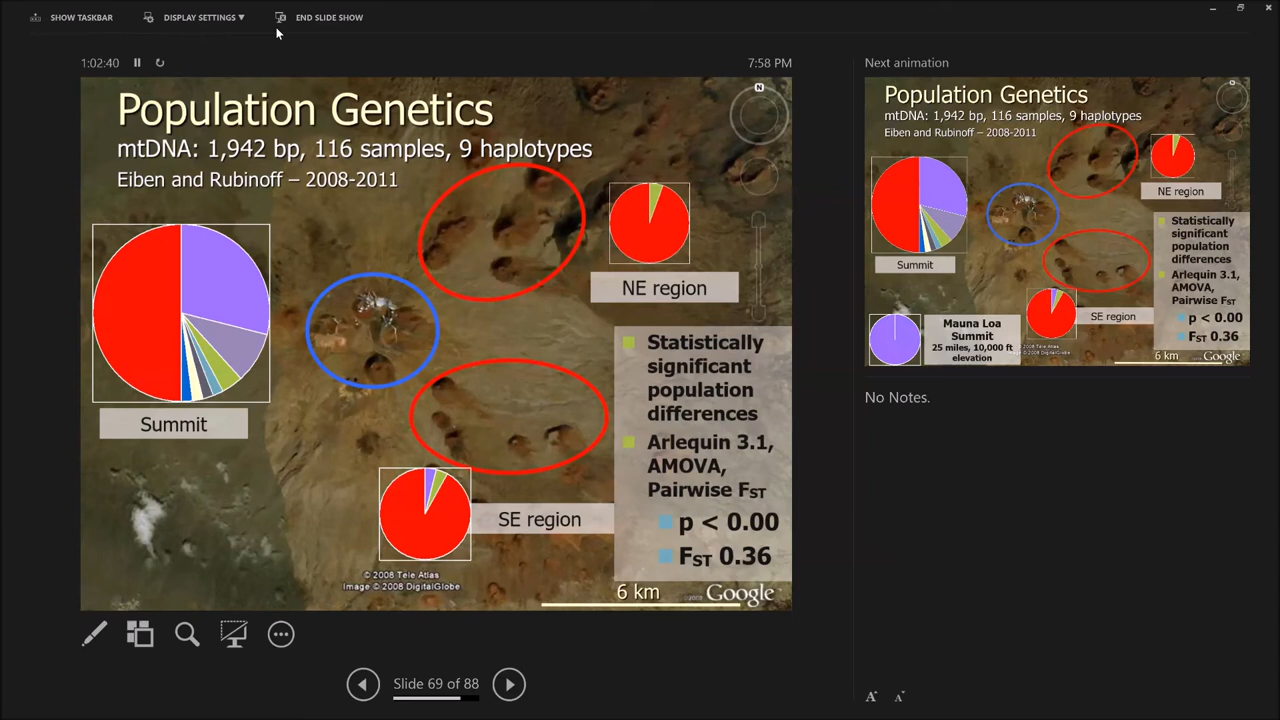 SHOW TASKBAR
DISPLAY SETTINGS ▼
END SLIDE SHOW
1:02:40
7:58 PM
Population Genetics
mtDNA: 1,942 bp, 116 samples, 9 haplotypes
Eiben and Rubinoff – 2008-2011
N
NE region
Summit
Statistically
significant
population
differences
Arlequin 3.1,
AMOVA,
Pairwise FST
p < 0.00
FST 0.36
SE region
© 2008 Tele Atlas
Image © 2008 DigitalGlobe
6 km
Google
Slide 69 of 88
Next animation
Population Genetics
mtDNA: 1,942 bp, 116 samples, 9 haplotypes
Eiben and Rubinoff – 2008-2011
NE region
Summit
Statistically
significant
population
differences
Arlequin 3.1,
AMOVA,
Pairwise FST
p < 0.00
FST 0.36
SE region
Mauna Loa
Summit
25 miles, 10,000 ft
elevation
6 km
Google
No Notes.
A
A